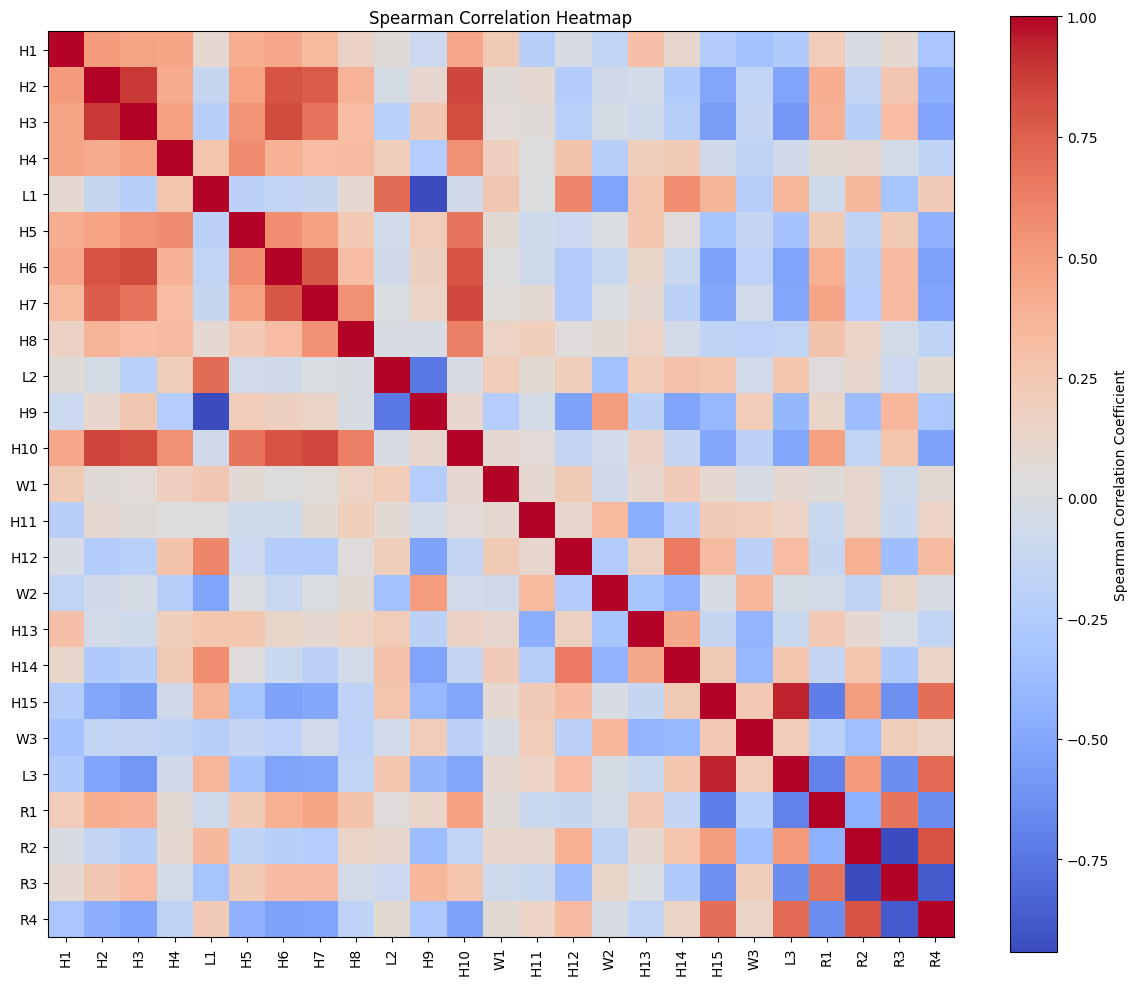 Spearman Correlation Heatmap
H1
H2
H3
H4
L1
H5
H6
H7
H8
L2
H9
H10
W1
H11
H12
W2
H13
H14
H15
W3
L3
R1
R2
R3
R4
H1 H2 H3 H4 L1 H5 H6 H7 H8 L2 H9 H10 W1 H11 H12 W2 H13 H14 H15 W3 L3 R1 R2 R3 R4
1.00
0.75
0.50
0.25
0.00
−0.25
−0.50
−0.75
Spearman Correlation Coefficient